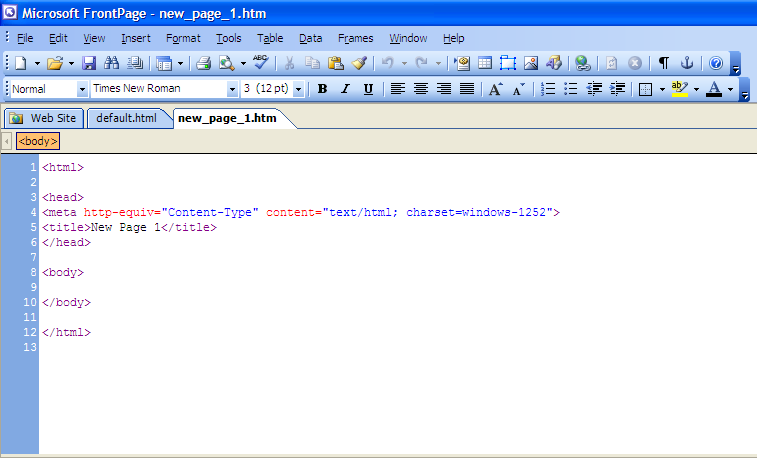 Microsoft FrontPage - new_page_1.htm
File Edit View Insert Format Tools Table Data Frames Window Help
ABC
Normal Times New Roman 3 (12 pt) B I U A A ab A
Web Site default.html new_page_1.htm
<body>
1 <html>
2
3 <head>
4 <meta http-equiv="Content-Type" content="text/html; charset=windows-1252">
5 <title>New Page 1</title>
6 </head>
7
8 <body>
9
10 </body>
11
12 </html>
13